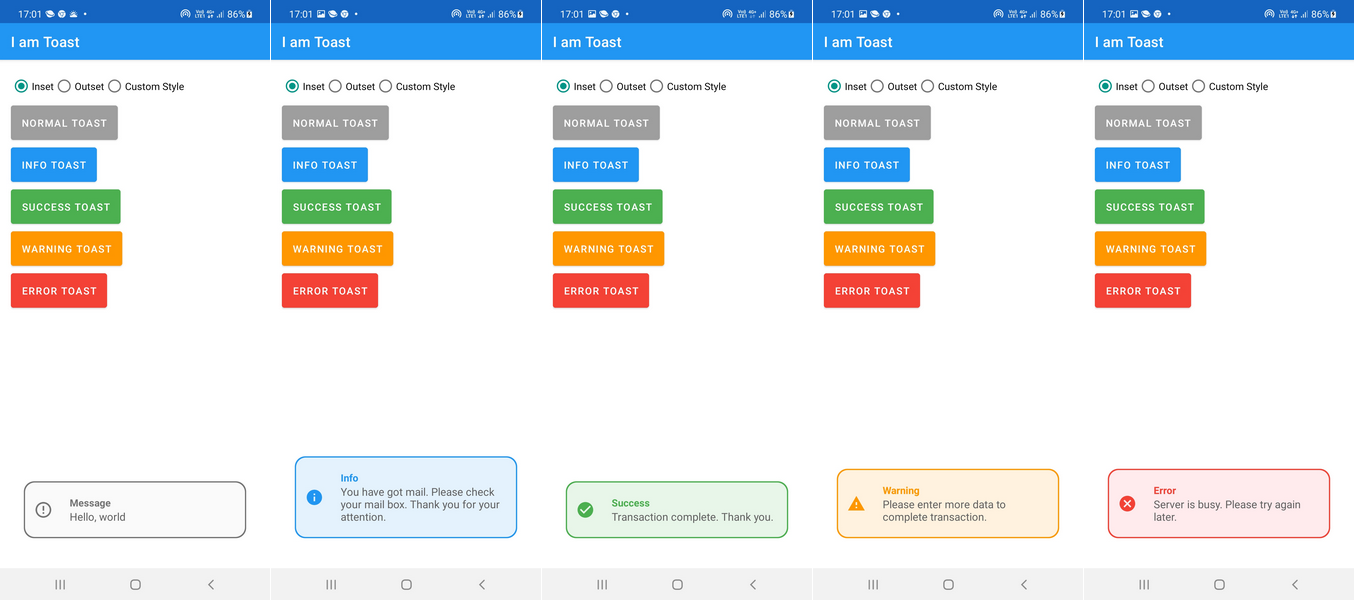 17:01 86%
I am Toast
Inset Outset Custom Style
NORMAL TOAST
INFO TOAST
SUCCESS TOAST
WARNING TOAST
ERROR TOAST
Message
Hello, world
17:01 86%
I am Toast
Inset Outset Custom Style
NORMAL TOAST
INFO TOAST
SUCCESS TOAST
WARNING TOAST
ERROR TOAST
Info
You have got mail. Please check
your mail box. Thank you for your
attention.
17:01 86%
I am Toast
Inset Outset Custom Style
NORMAL TOAST
INFO TOAST
SUCCESS TOAST
WARNING TOAST
ERROR TOAST
Success
Transaction complete. Thank you.
17:01 86%
I am Toast
Inset Outset Custom Style
NORMAL TOAST
INFO TOAST
SUCCESS TOAST
WARNING TOAST
ERROR TOAST
Warning
Please enter more data to
complete transaction.
17:01 86%
I am Toast
Inset Outset Custom Style
NORMAL TOAST
INFO TOAST
SUCCESS TOAST
WARNING TOAST
ERROR TOAST
Error
Server is busy. Please try again
later.